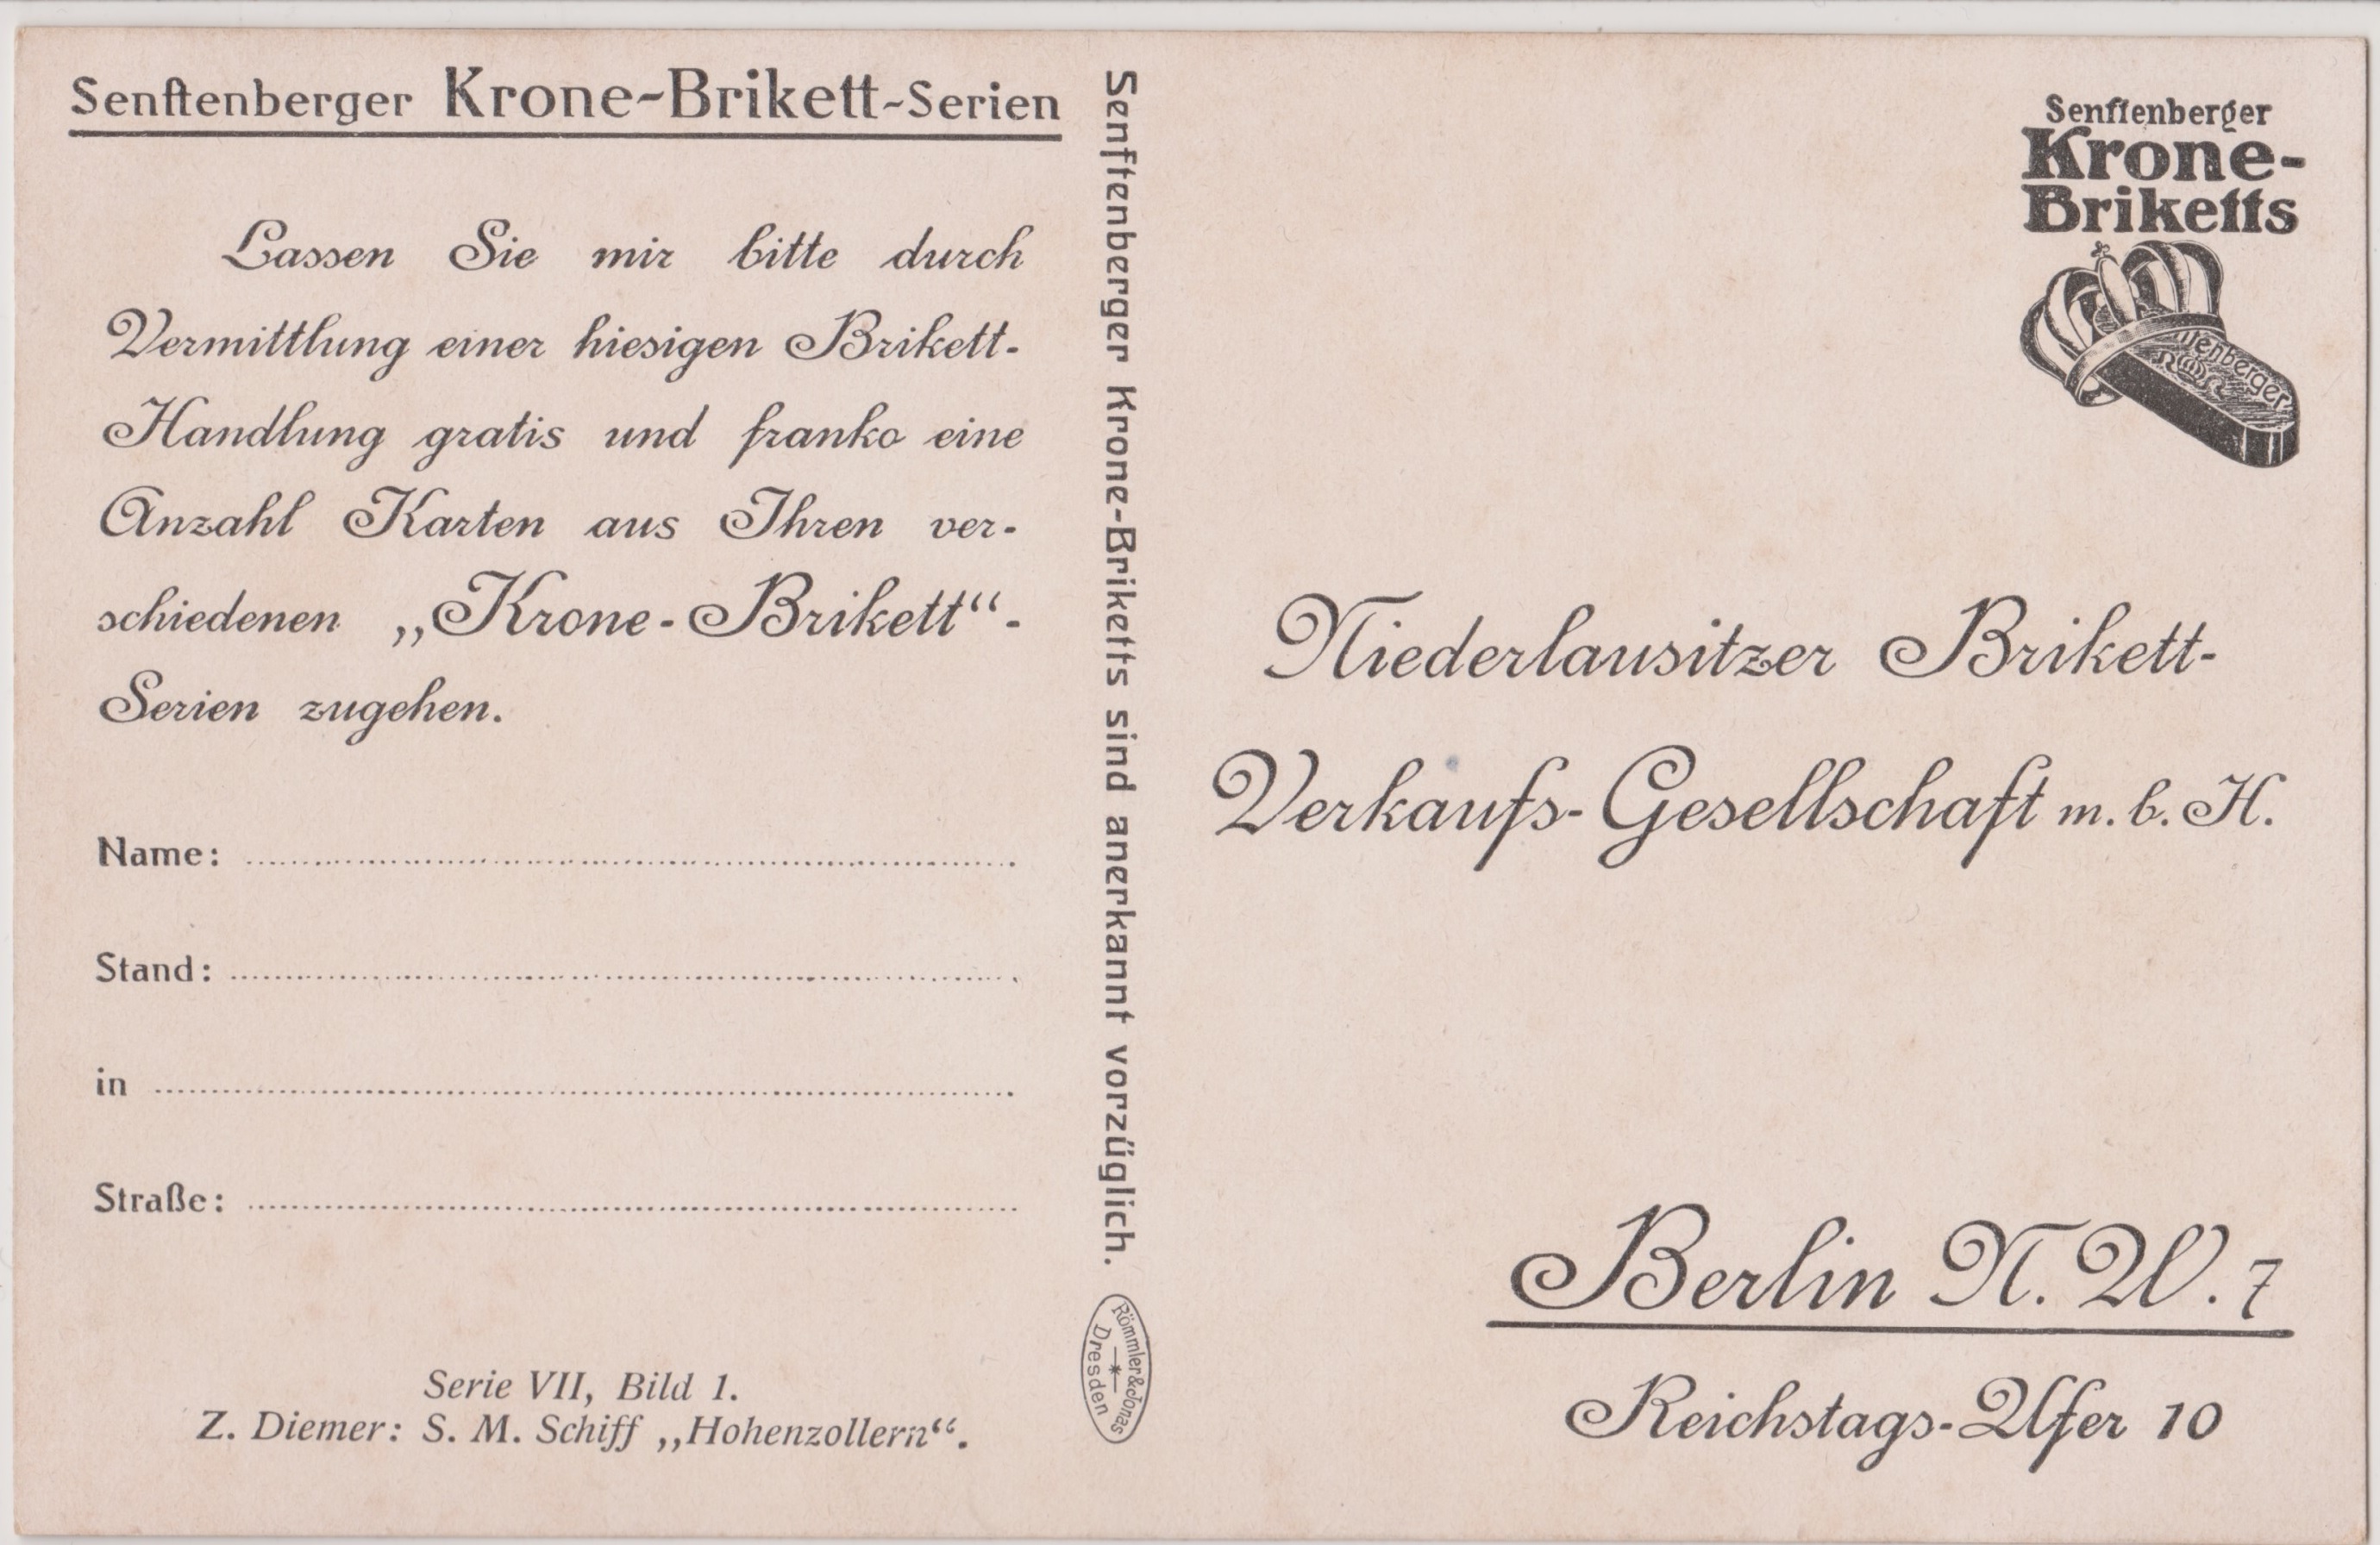 Senftenberger Krone-Brikett-Serien
Lassen Sie mir bitte durch
Vermittlung einer hiesigen Brikett-
Handlung gratis und franko eine
Anzahl Karten aus Ihren ver-
schiedenen „Krone-Brikett“-
Serien zugehen.
Name:
Stand:
in
Straße:
Serie VII, Bild 1.
Z. Diemer: S. M. Schiff „Hohenzollern“.
Senftenberger Krone-Briketts sind anerkannt vorzüglich.
Römmler&Jonas
Dresden
Senftenberger
Krone-
Briketts
ftenberger
Niederlausitzer Brikett-
Verkaufs-Gesellschaft m. b. H.
Berlin N. W. 7
Reichstags-Ufer 10